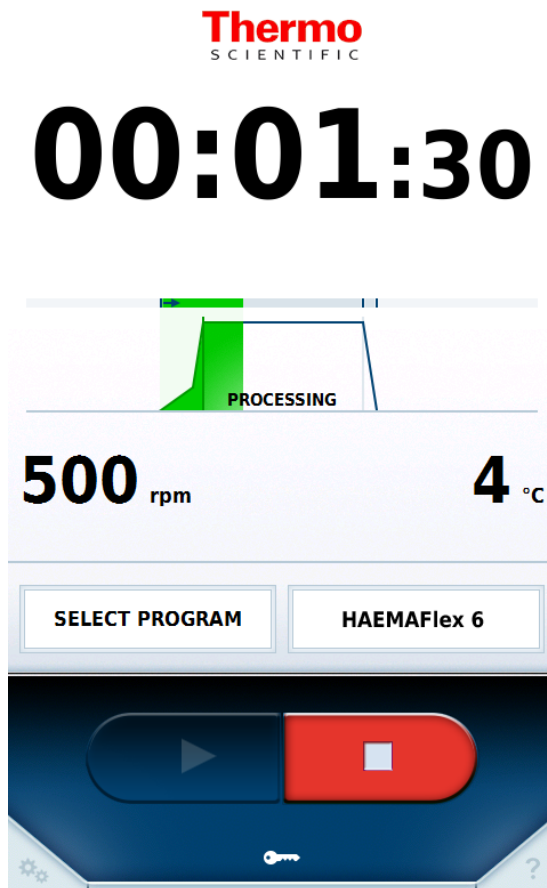 Thermo
SCIENTIFIC
00:01:30
PROCESSING
500 rpm 4 °C
SELECT PROGRAM HAEMAFlex 6
?